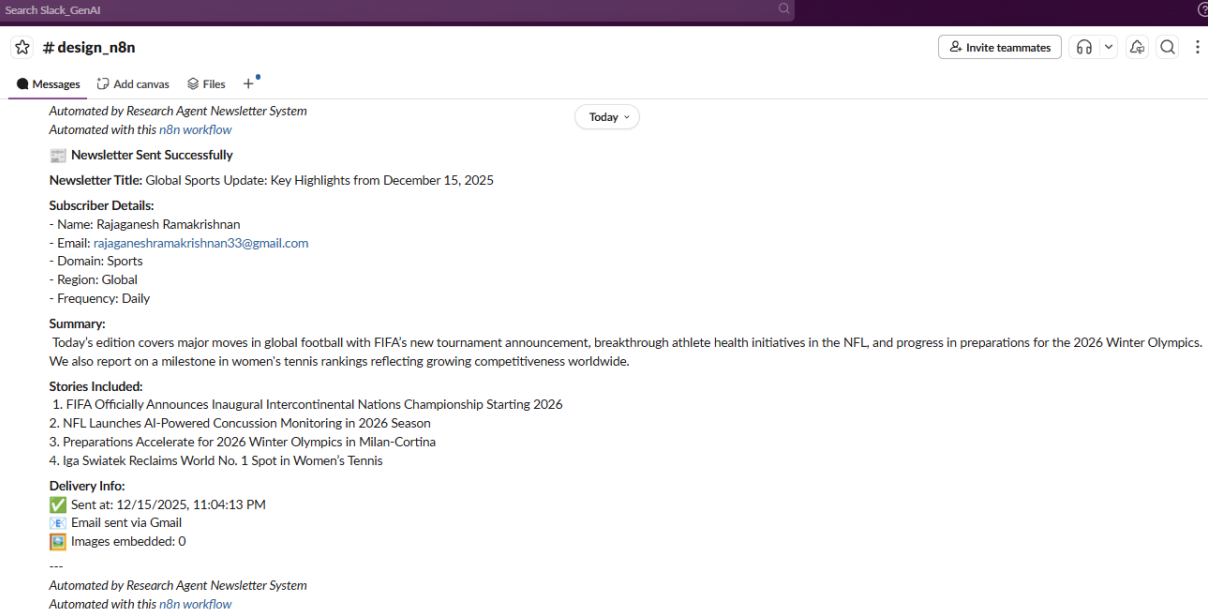 Search Slack_GenAI
# design_n8n
Invite teammates
Messages Add canvas Files +
Automated by Research Agent Newsletter System
Today
Automated with this n8n workflow
Newsletter Sent Successfully
Newsletter Title: Global Sports Update: Key Highlights from December 15, 2025
Subscriber Details:
- Name: Rajaganesh Ramakrishnan
- Email: rajaganeshramakrishnan33@gmail.com
- Domain: Sports
- Region: Global
- Frequency: Daily
Summary:
Today's edition covers major moves in global football with FIFA's new tournament announcement, breakthrough athlete health initiatives in the NFL, and progress in preparations for the 2026 Winter Olympics.
We also report on a milestone in women's tennis rankings reflecting growing competitiveness worldwide.
Stories Included:
1. FIFA Officially Announces Inaugural Intercontinental Nations Championship Starting 2026
2. NFL Launches AI-Powered Concussion Monitoring in 2026 Season
3. Preparations Accelerate for 2026 Winter Olympics in Milan-Cortina
4. Iga Swiatek Reclaims World No. 1 Spot in Women's Tennis
Delivery Info:
✅ Sent at: 12/15/2025, 11:04:13 PM
📧 Email sent via Gmail
🖼️ Images embedded: 0
---
Automated by Research Agent Newsletter System
Automated with this n8n workflow